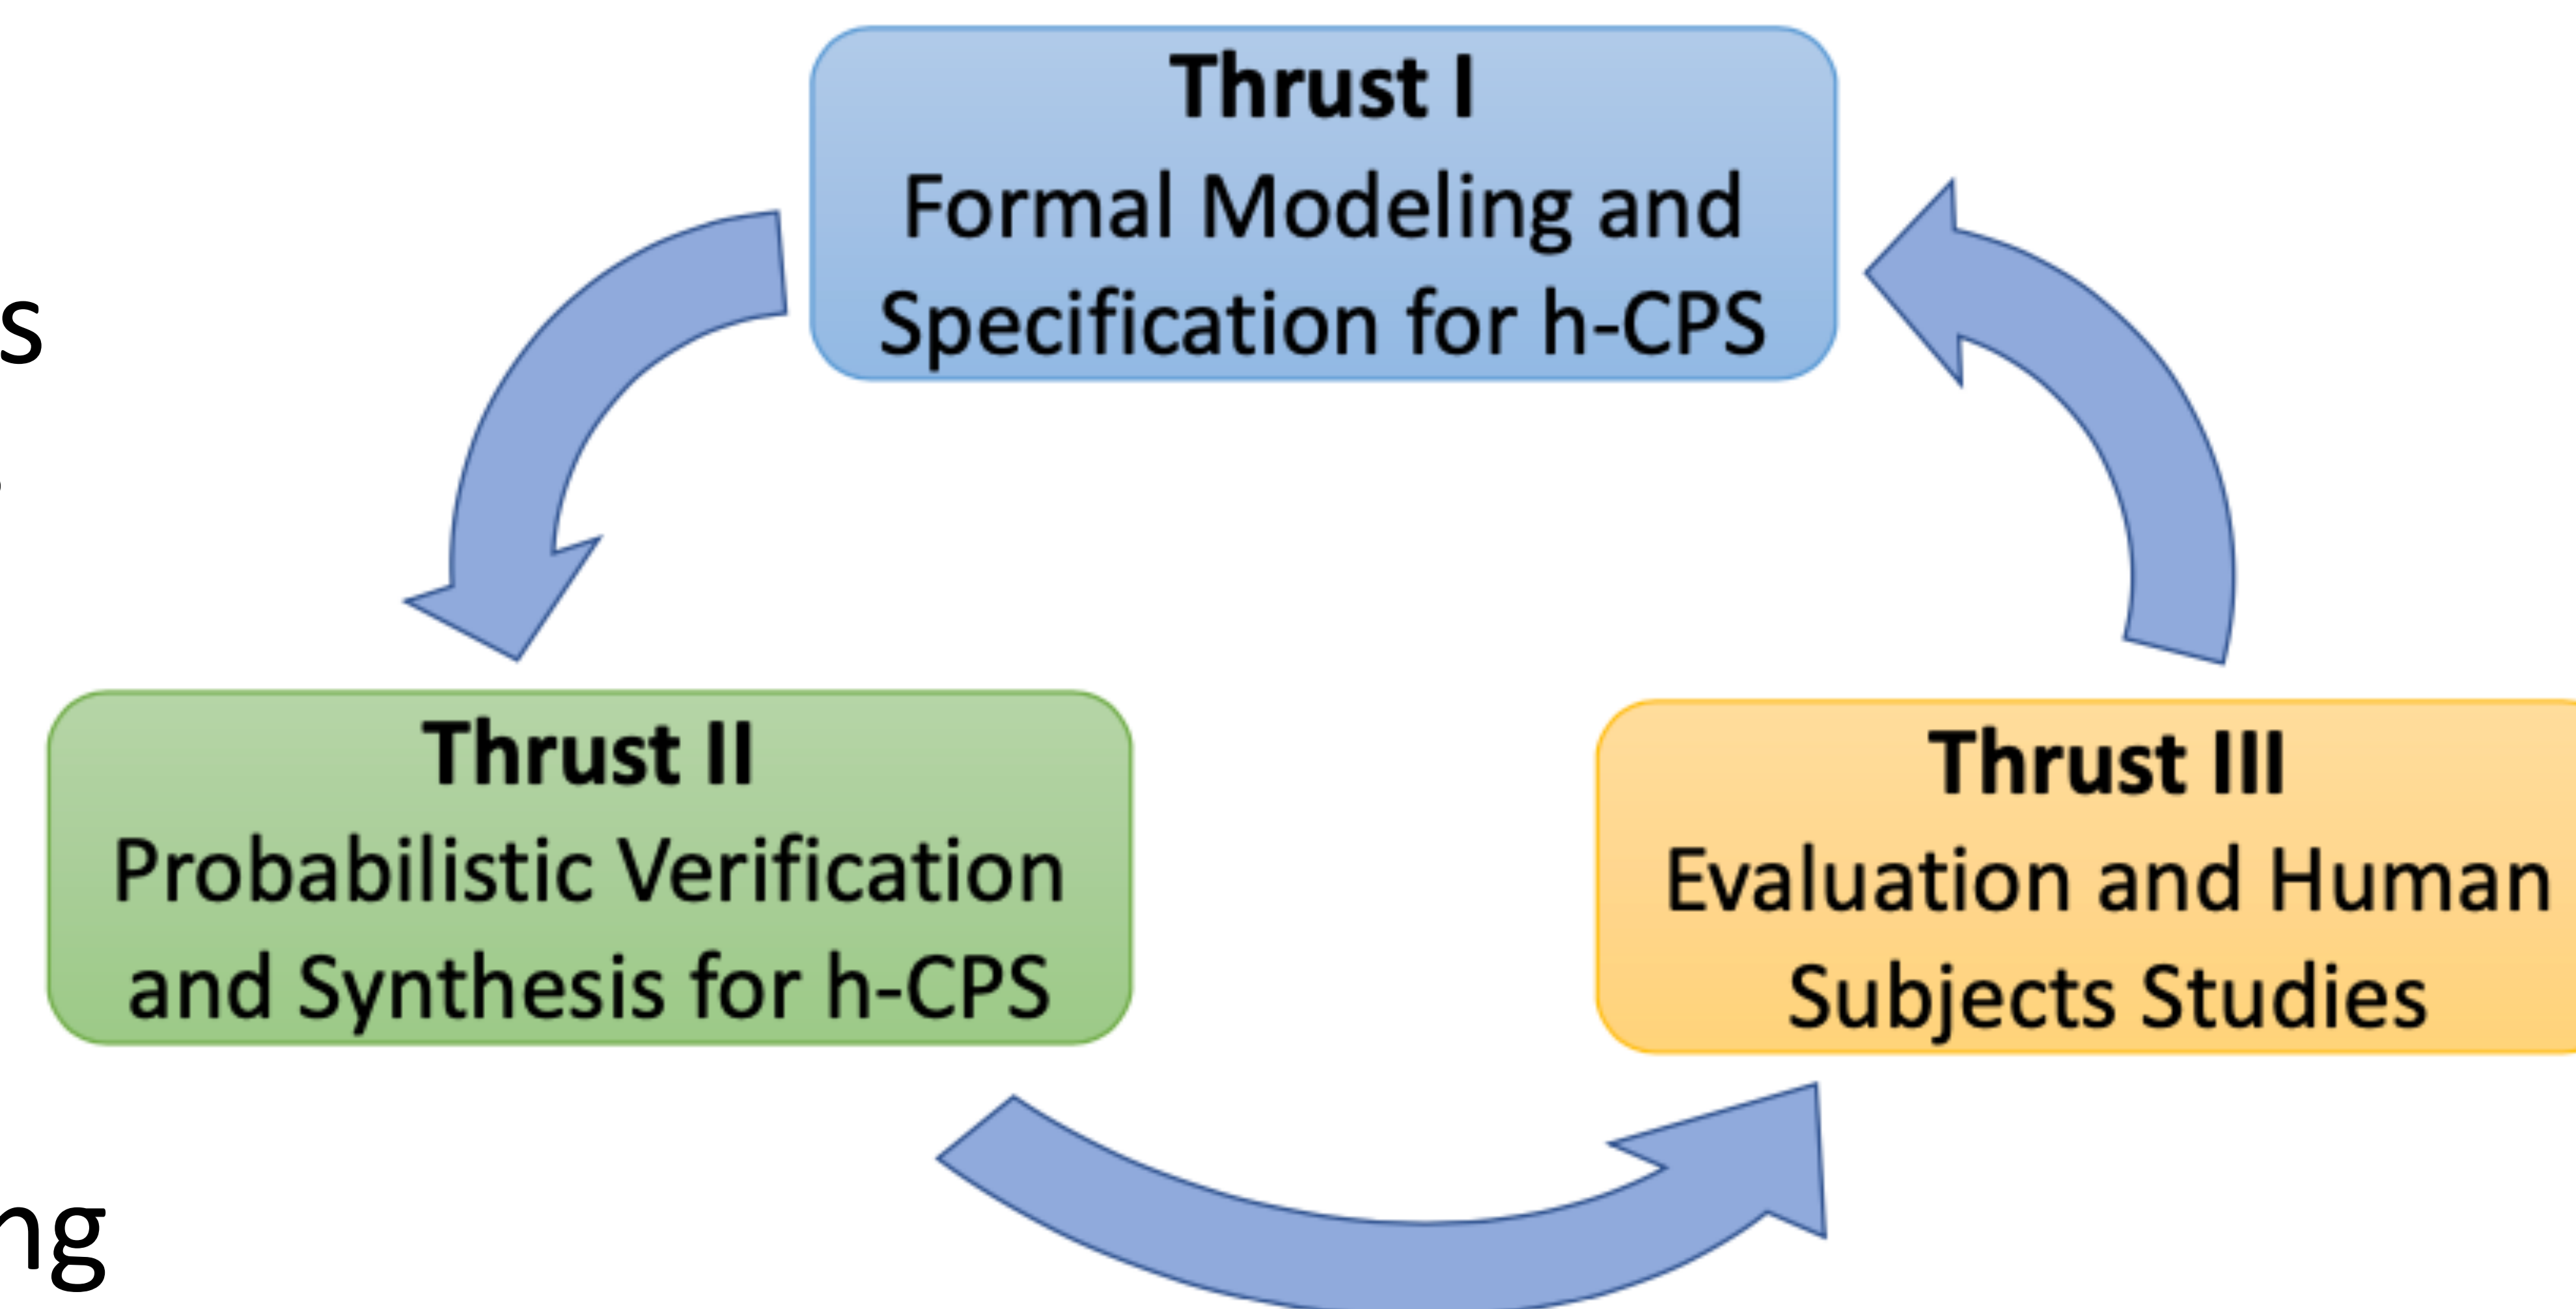 Thrust I
Formal Modeling and
Specification for h-CPS
s
Thrust II
Probabilistic Verification
and Synthesis for h-CPS
Thrust III
Evaluation and Human
Subjects Studies
ng